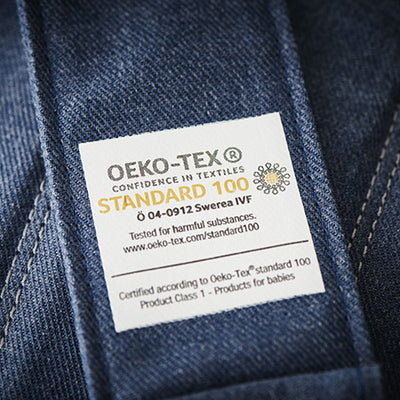 OEKO-TEX®
CONFIDENCE IN TEXTILES
STANDARD 100
Ö 04-0912 Swerea IVF
Tested for harmful substances.
www.oeko-tex.com/standard100
Certified according to Oeko-Tex® standard 100
Product Class 1 - Products for babies